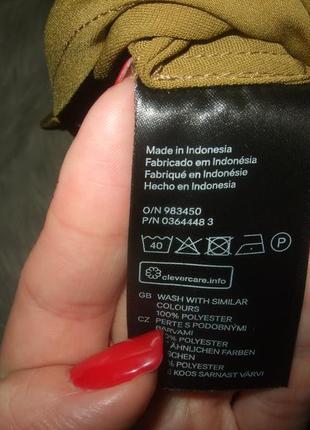 Made in Indonesia
Fabricado em Indonésia
Fabriqué en Indonésie
Hecho en Indonesia
O/N 983450
P/N 0364448 3
40
P
clevercare.info
GB WASH WITH SIMILAR
COLOURS
100% POLYESTER
CZ PERTE S PODOBNÝMI
BARVAMI
POLYESTER
ÄHNLICHEN FARBEN
POLYESTER
KOOS SARNAST VÄRVI